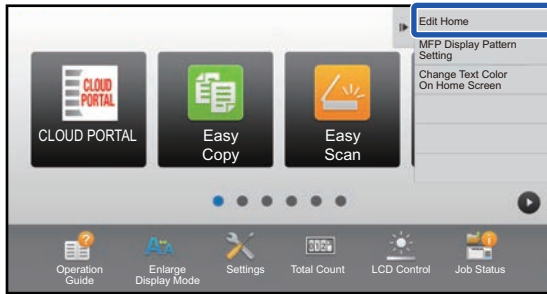 Edit Home
MFP Display Pattern
Setting
Change Text Color
On Home Screen
CLOUD
PORTAL
CLOUD PORTAL
Easy
Copy
Easy
Scan
Operation
Guide
Enlarge
Display Mode
Settings
Total Count
LCD Control
Job Status